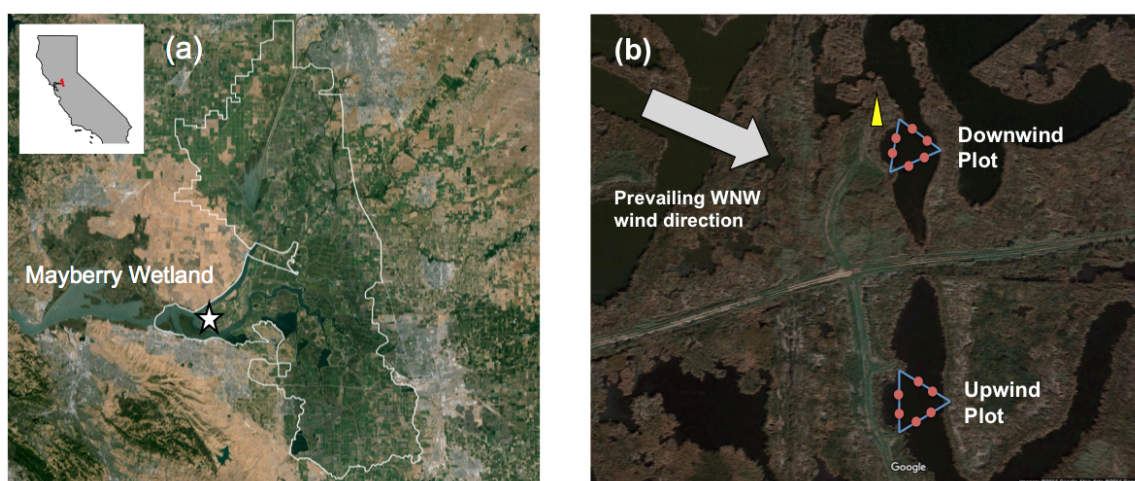 (a)
Mayberry Wetland
(b)
Prevailing WNW
wind direction
Downwind
Plot
Upwind
Plot
Google